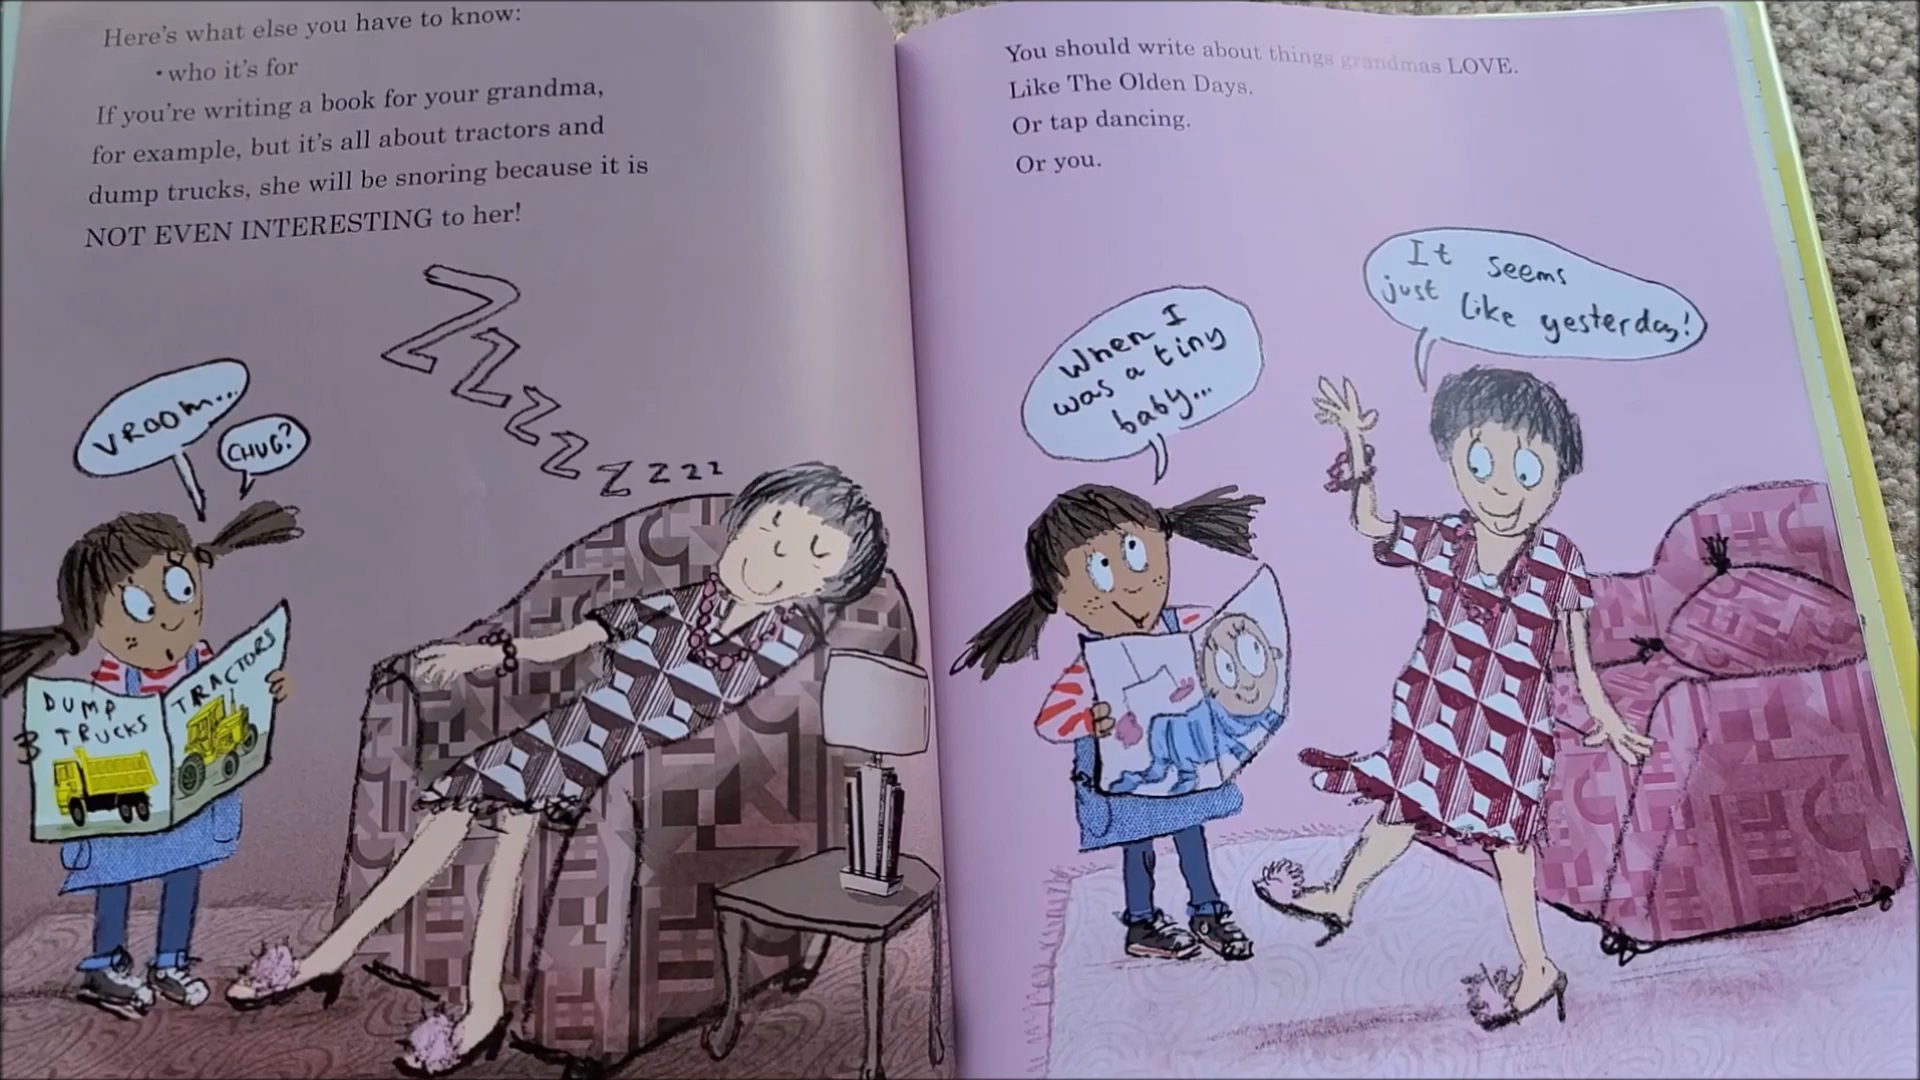 Here's what else you have to know:
• who it's for
If you're writing a book for your grandma,
for example, but it's all about tractors and
dump trucks, she will be snoring because it is
NOT EVEN INTERESTING to her!
Zzzzzzzz
VROOM...
CHUG?
DUMP
TRUCKS
TRACTORS
You should write about things grandmas LOVE.
Like The Olden Days.
Or tap dancing.
Or you.
When I
was a tiny
baby...
It seems
just like yesterday!